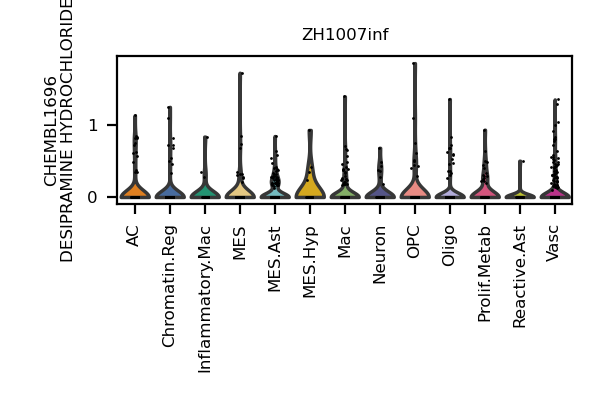 ZH1007inf
CHEMBL1696
DESIPRAMINE HYDROCHLORIDE
1
0
AC
Chromatin.Reg
Inflammatory.Mac
MES
MES.Ast
MES.Hyp
Mac
Neuron
OPC
Oligo
Prolif.Metab
Reactive.Ast
Vasc